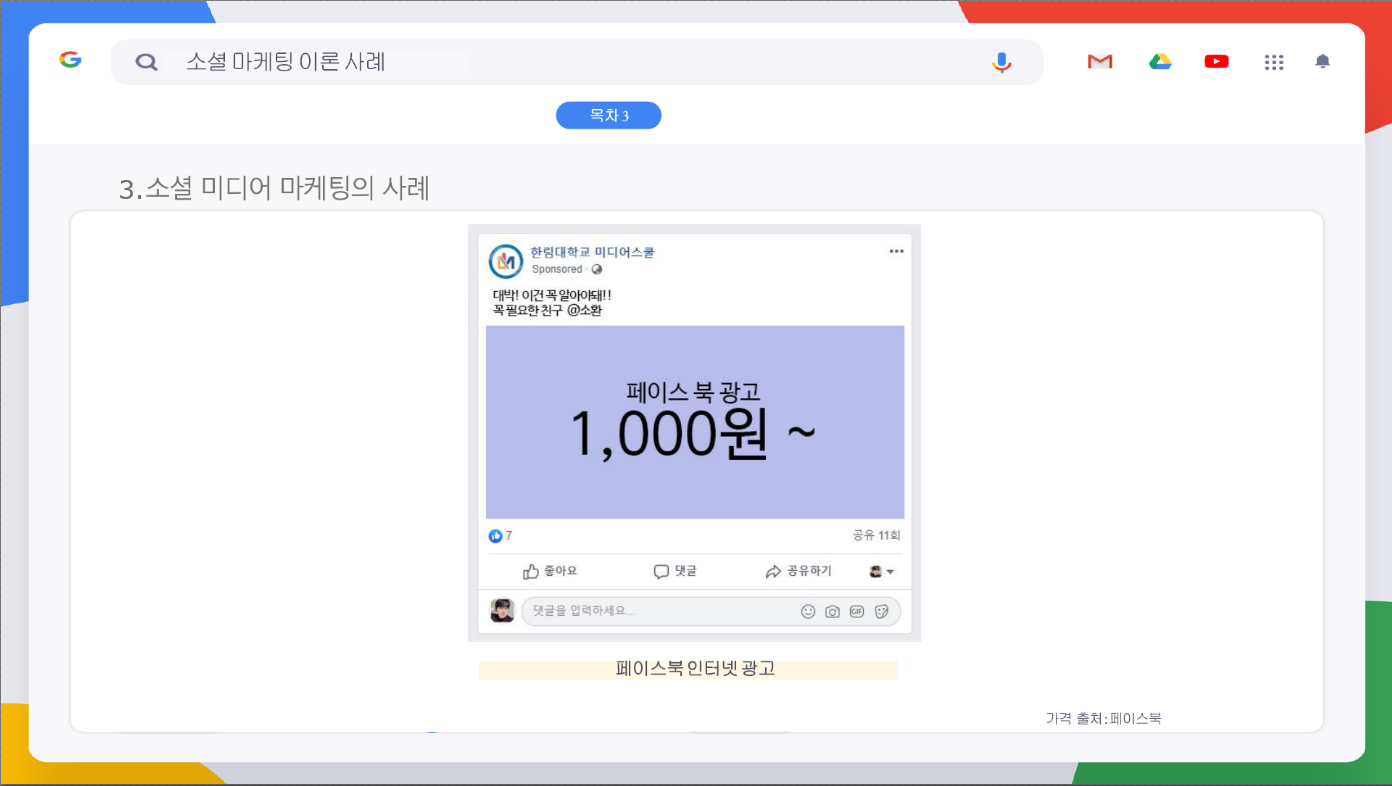 소셜 마케팅 이론 사례
목차 3
3.소셜 미디어 마케팅의 사례
한림대학교 미디어스쿨
Sponsored ·
대박! 이건 꼭 알아야돼!!
꼭 필요한 친구 @소환
페이스 북 광고
1,000원 ~
7 공유 11회
좋아요 댓글 공유하기
댓글을 입력하세요... GIF
페이스북 인터넷 광고
가격 출처:페이스북